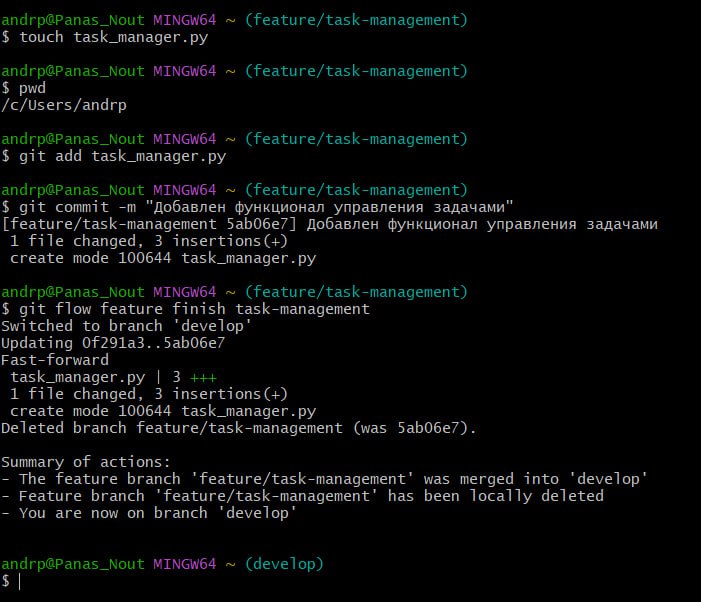 andrp@Panas_Nout MINGW64 ~ (feature/task-management)
$ touch task_manager.py
andrp@Panas_Nout MINGW64 ~ (feature/task-management)
$ pwd
/c/Users/andrp
andrp@Panas_Nout MINGW64 ~ (feature/task-management)
$ git add task_manager.py
andrp@Panas_Nout MINGW64 ~ (feature/task-management)
$ git commit -m "Добавлен функционал управления задачами"
[feature/task-management 5ab06e7] Добавлен функционал управления задачами
 1 file changed, 3 insertions(+)
 create mode 100644 task_manager.py
andrp@Panas_Nout MINGW64 ~ (feature/task-management)
$ git flow feature finish task-management
Switched to branch 'develop'
Updating 0f291a3..5ab06e7
Fast-forward
 task_manager.py | 3 +++
 1 file changed, 3 insertions(+)
 create mode 100644 task_manager.py
Deleted branch feature/task-management (was 5ab06e7).
Summary of actions:
- The feature branch 'feature/task-management' was merged into 'develop'
- Feature branch 'feature/task-management' has been locally deleted
- You are now on branch 'develop'
andrp@Panas_Nout MINGW64 ~ (develop)
$